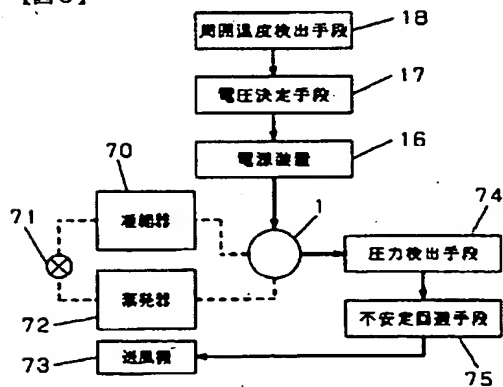 18
周囲温度検出手段
17
電圧決定手段
16
電源装置
70
凝縮器
71
1
74
圧力検出手段
72
蒸発器
73
送風機
不安定回避手段
75